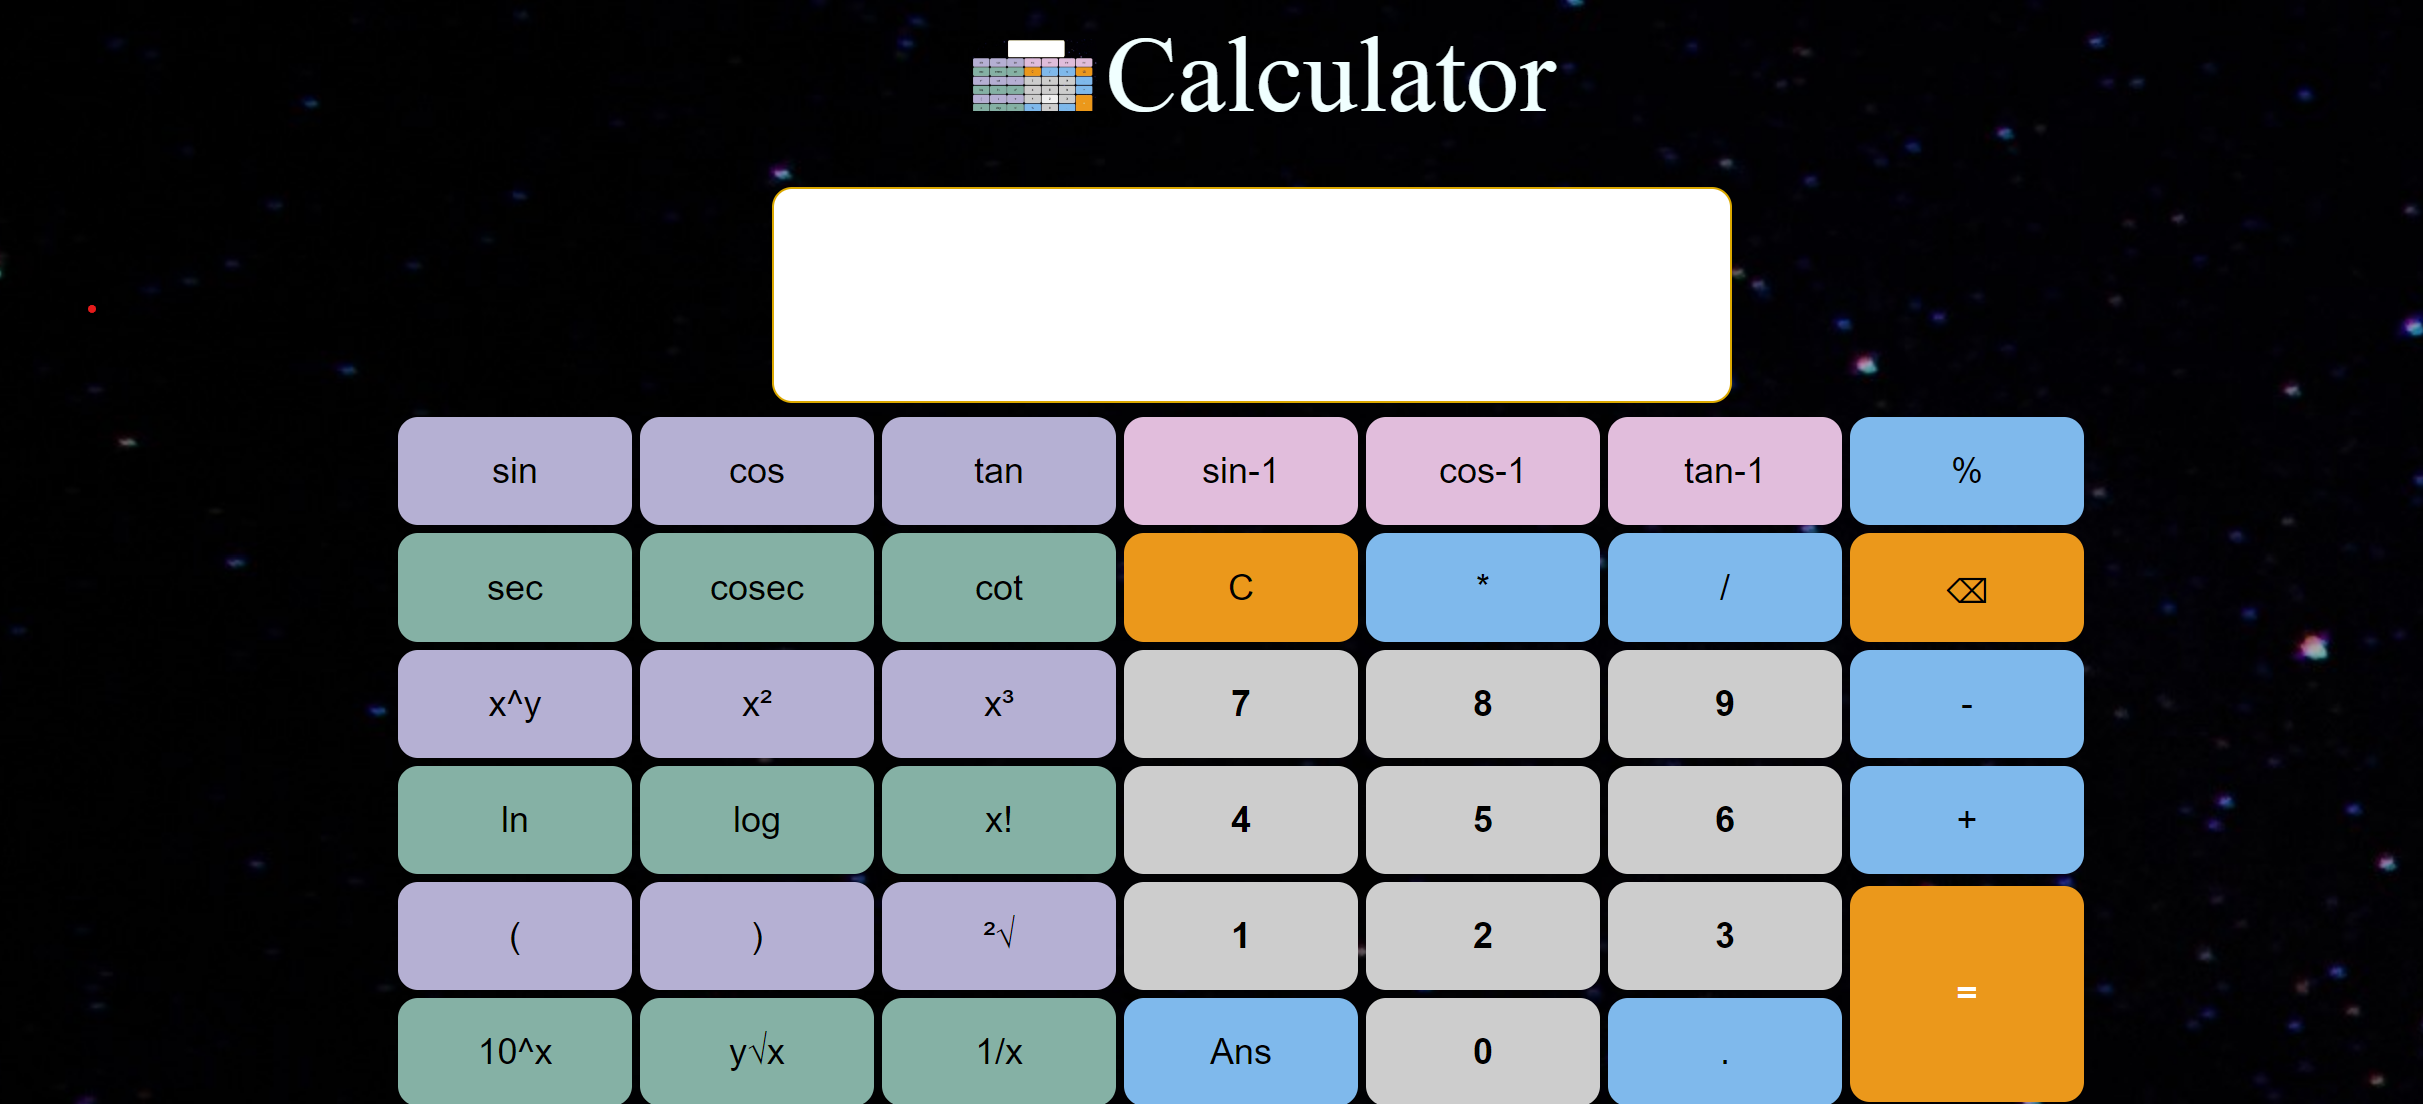 Calculator
sin cos tan sin-1 cos-1 tan-1 %
sec cosec cot C * / ⌫
x^y x² x³ 7 8 9 -
ln log x! 4 5 6 +
( ) ²√ 1 2 3 =
10^x y√x 1/x Ans 0 .